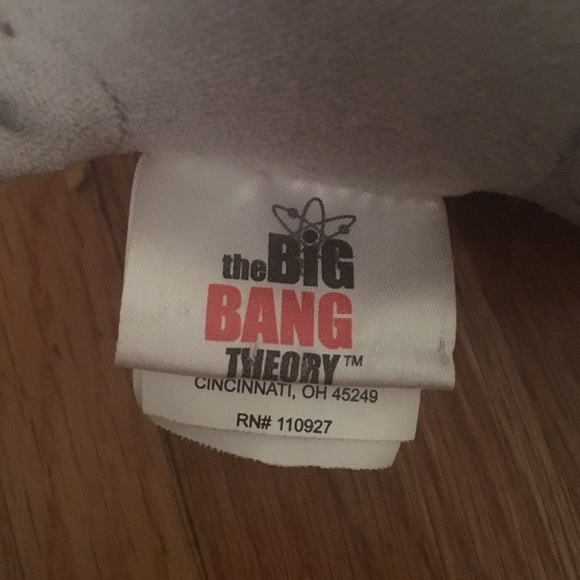 the BIG
BANG
THEORY™
CINCINNATI, OH 45249
RN# 110927